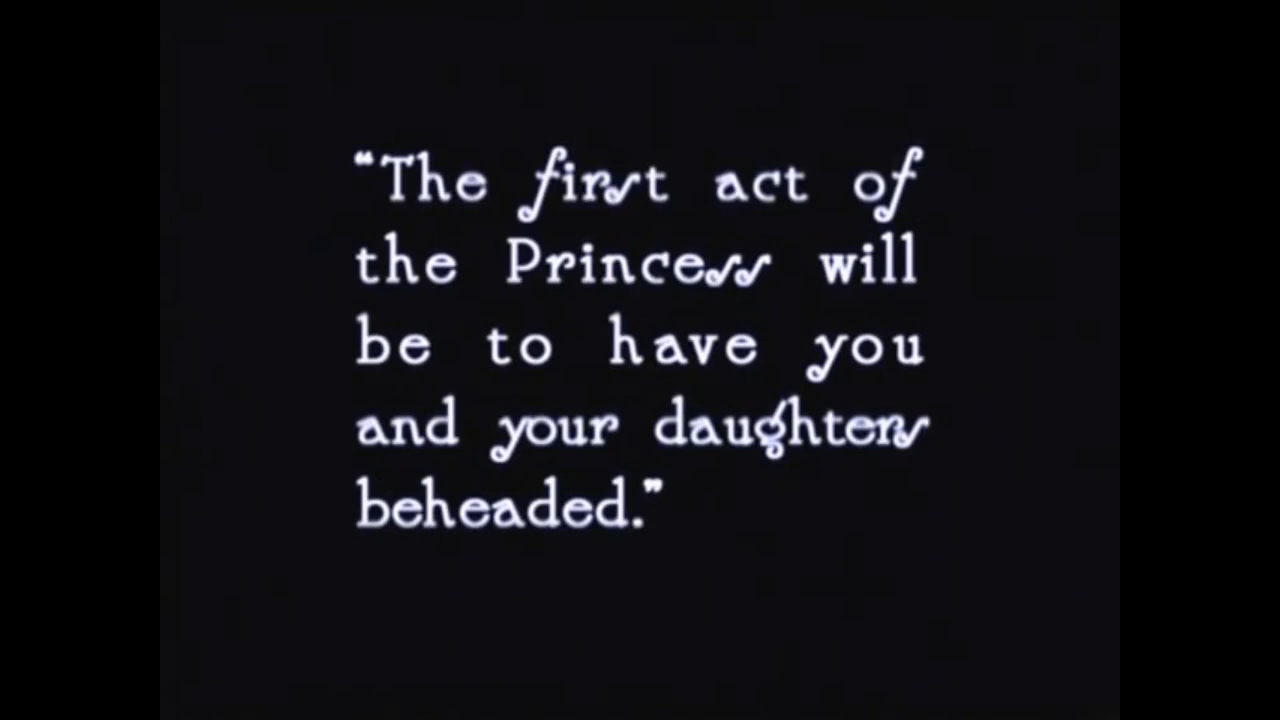 “The first act of
the Princess will
be to have you
and your daughters
beheaded.”